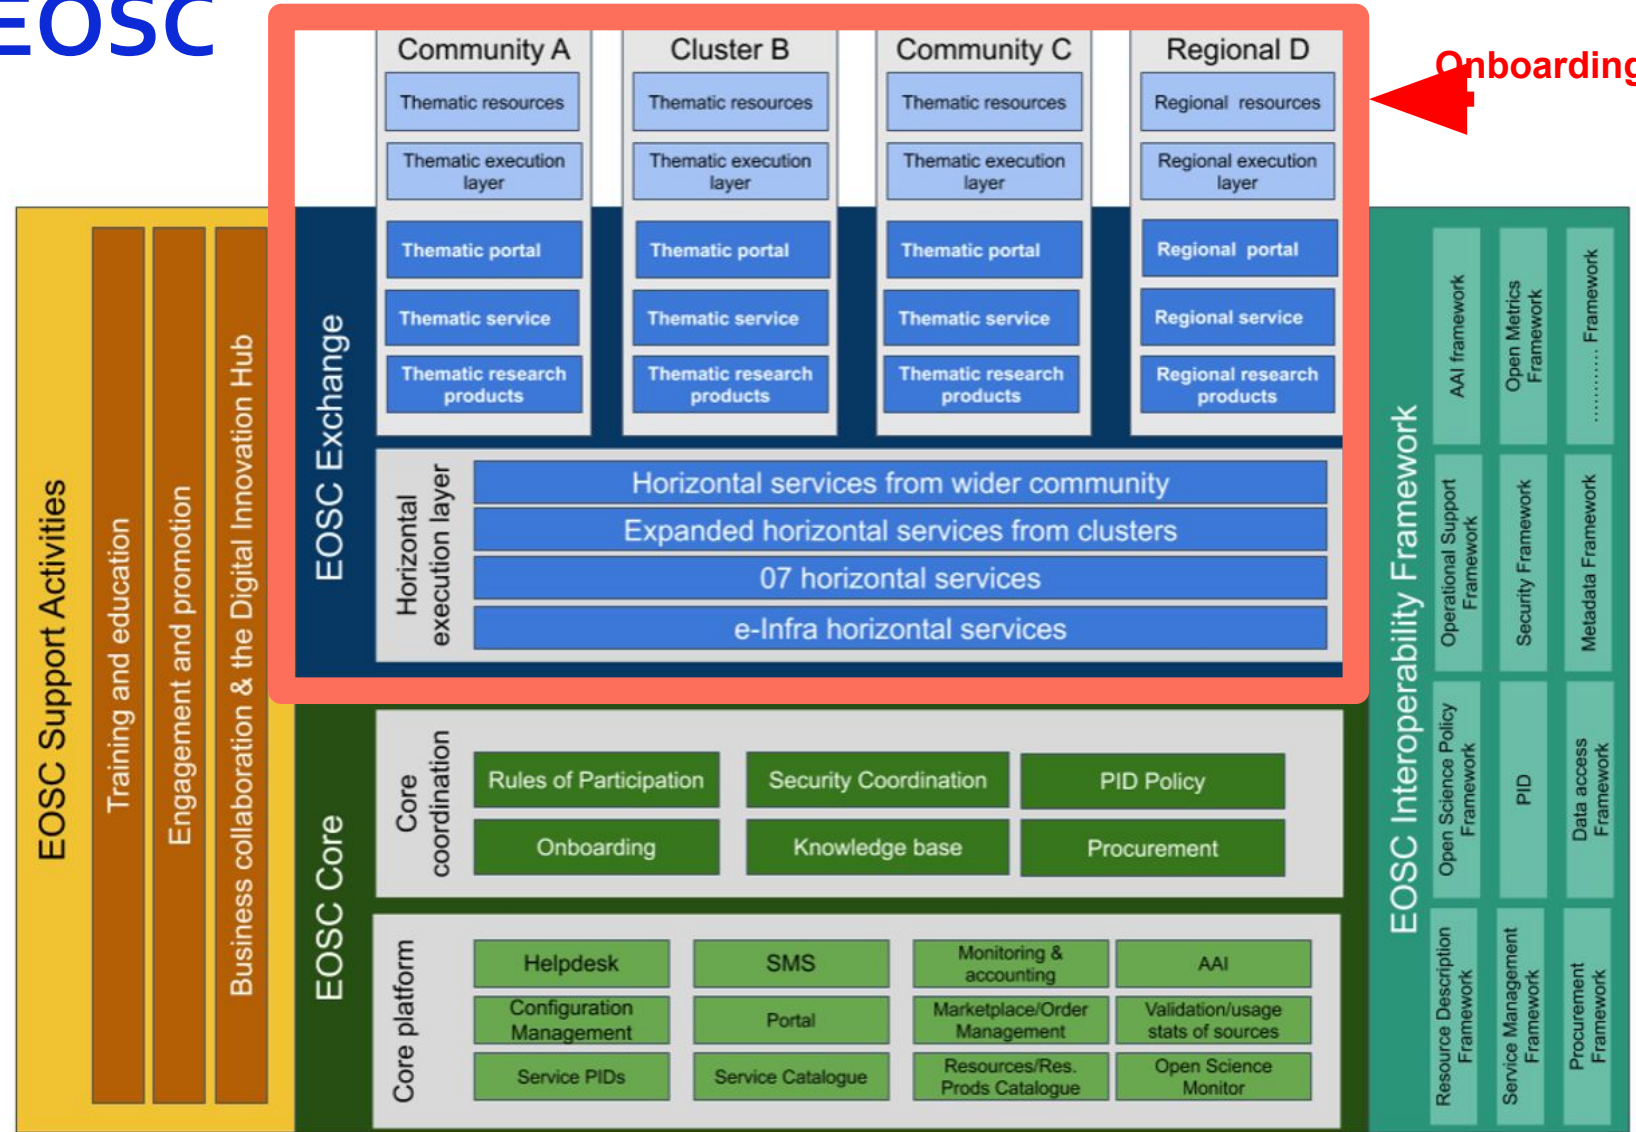 EOSC
Onboarding
Community A
Thematic resources
Thematic execution
layer
Thematic portal
Thematic service
Thematic research
products
Cluster B
Thematic resources
Thematic execution
layer
Thematic portal
Thematic service
Thematic research
products
Community C
Thematic resources
Thematic execution
layer
Thematic portal
Thematic service
Thematic research
products
Regional D
Regional resources
Regional execution
layer
Regional portal
Regional service
Regional research
products
EOSC Support Activities
Training and education
Engagement and promotion
Business collaboration & the Digital Innovation Hub
EOSC Exchange
Horizontal
execution layer
Horizontal services from wider community
Expanded horizontal services from clusters
07 horizontal services
e-Infra horizontal services
EOSC Core
Core
coordination
Rules of Participation
Security Coordination
PID Policy
Onboarding
Knowledge base
Procurement
Core platform
Helpdesk
SMS
Monitoring &
accounting
AAI
Configuration
Management
Portal
Marketplace/Order
Management
Validation/usage
stats of sources
Service PIDs
Service Catalogue
Resources/Res.
Prods Catalogue
Open Science
Monitor
EOSC Interoperability Framework
AAI framework
Open Metrics
Framework
........... Framework
Operational Support
Framework
Security Framework
Metadata Framework
Open Science Policy
Framework
PID
Data access
Framework
Resource Description
Framework
Service Management
Framework
Procurement
Framework